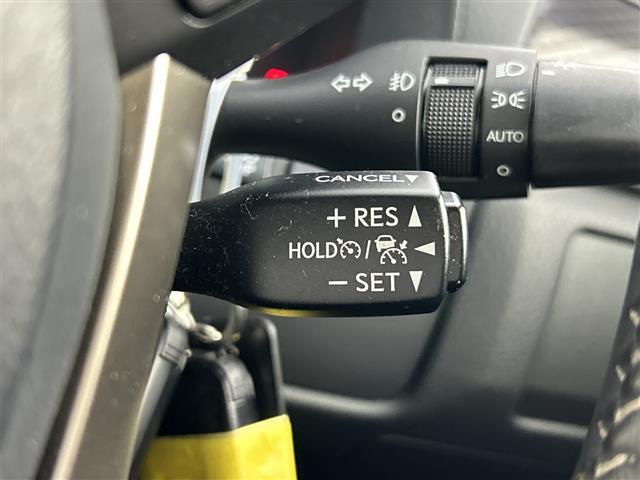 AUTO
CANCEL
+ RES
HOLD /
- SET